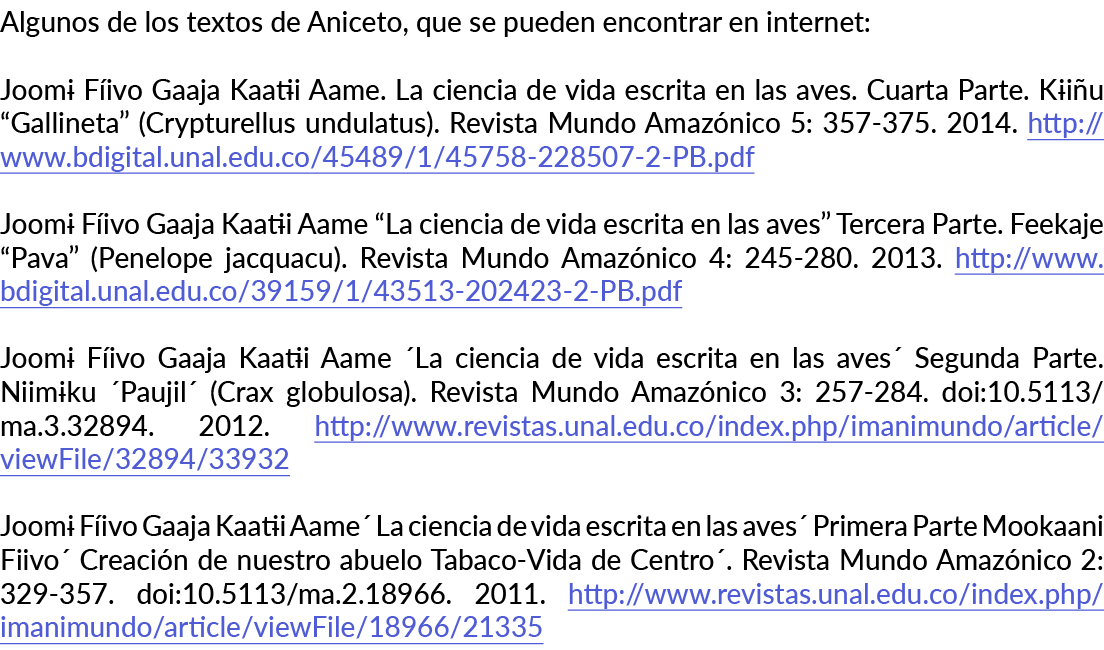 Algunos de los textos de Aniceto, que se pueden encontrar en internet:
Joomɨ Fíivo Gaaja Kaatɨi Aame. La ciencia de vida escrita en las aves. Cuarta Parte. Kɨiñu
“Gallineta” (Crypturellus undulatus). Revista Mundo Amazónico 5: 357-375. 2014. http://
www.bdigital.unal.edu.co/45489/1/45758-228507-2-PB.pdf
Joomɨ Fíivo Gaaja Kaatɨi Aame “La ciencia de vida escrita en las aves” Tercera Parte. Feekaje
“Pava” (Penelope jacquacu). Revista Mundo Amazónico 4: 245-280. 2013. http://www.
bdigital.unal.edu.co/39159/1/43513-202423-2-PB.pdf
Joomɨ Fíivo Gaaja Kaatɨi Aame ´La ciencia de vida escrita en las aves´ Segunda Parte.
Niimɨku ´Paujil´ (Crax globulosa). Revista Mundo Amazónico 3: 257-284. doi:10.5113/
ma.3.32894. 2012. http://www.revistas.unal.edu.co/index.php/imanimundo/article/
viewFile/32894/33932
Joomɨ Fíivo Gaaja Kaatɨi Aame´ La ciencia de vida escrita en las aves´ Primera Parte Mookaani
Fiivo´ Creación de nuestro abuelo Tabaco-Vida de Centro´. Revista Mundo Amazónico 2:
329-357. doi:10.5113/ma.2.18966. 2011. http://www.revistas.unal.edu.co/index.php/
imanimundo/article/viewFile/18966/21335